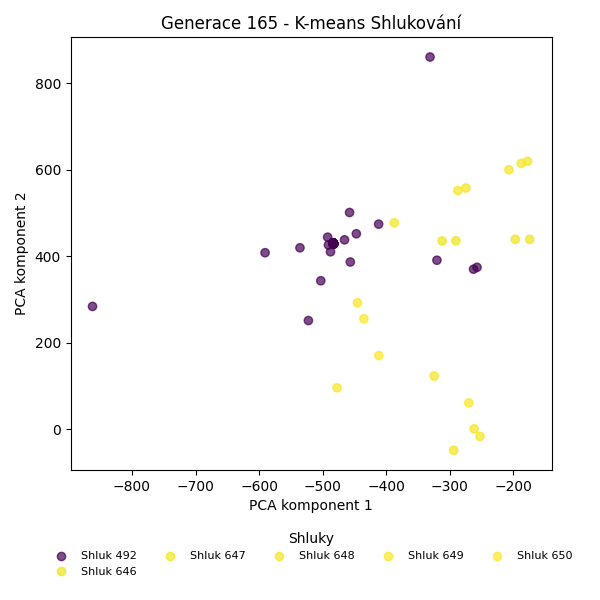 Generace 165 - K-means Shlukování
800
600
400
200
0
PCA komponent 2
−800 −700 −600 −500 −400 −300 −200
PCA komponent 1
Shluky
Shluk 492 Shluk 647 Shluk 648 Shluk 649 Shluk 650
Shluk 646